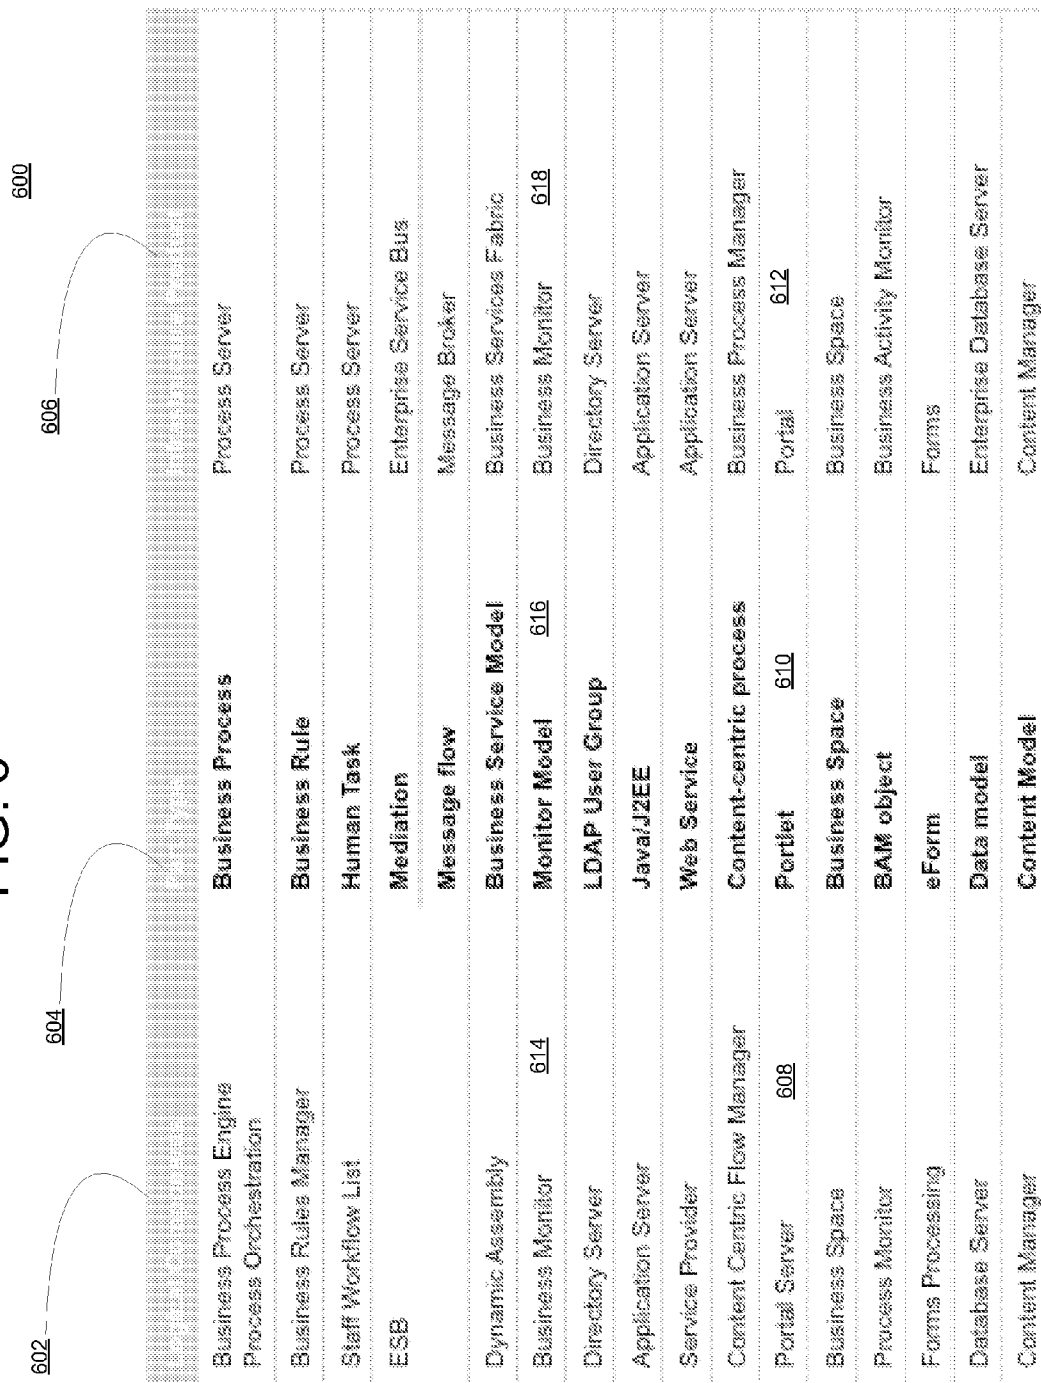 600
602
604
606
Business Process Engine
Process Orchestration
Business Process
Process Server
Business Rules Manager
Business Rule
Process Server
Staff Workflow List
Human Task
Process Server
ESB
Mediation
Enterprise Service Bus
Message flow
Message Broker
Dynamic Assembly
Business Service Model
Business Services Fabric
Business Monitor 614
Monitor Model 616
Business Monitor 618
Directory Server
LDAP User Group
Directory Server
Application Server
Java/J2EE
Application Server
Service Provider
Web Service
Application Server
Content Centric Flow Manager
Content-centric process
Business Process Manager
Portal Server 608
Portlet 610
Portal 612
Business Space
Business Space
Business Space
Process Monitor
BAM object
Business Activity Monitor
Forms Processing
eForm
Forms
Database Server
Data model
Enterprise Database Server
Content Manager
Content Model
Content Manager